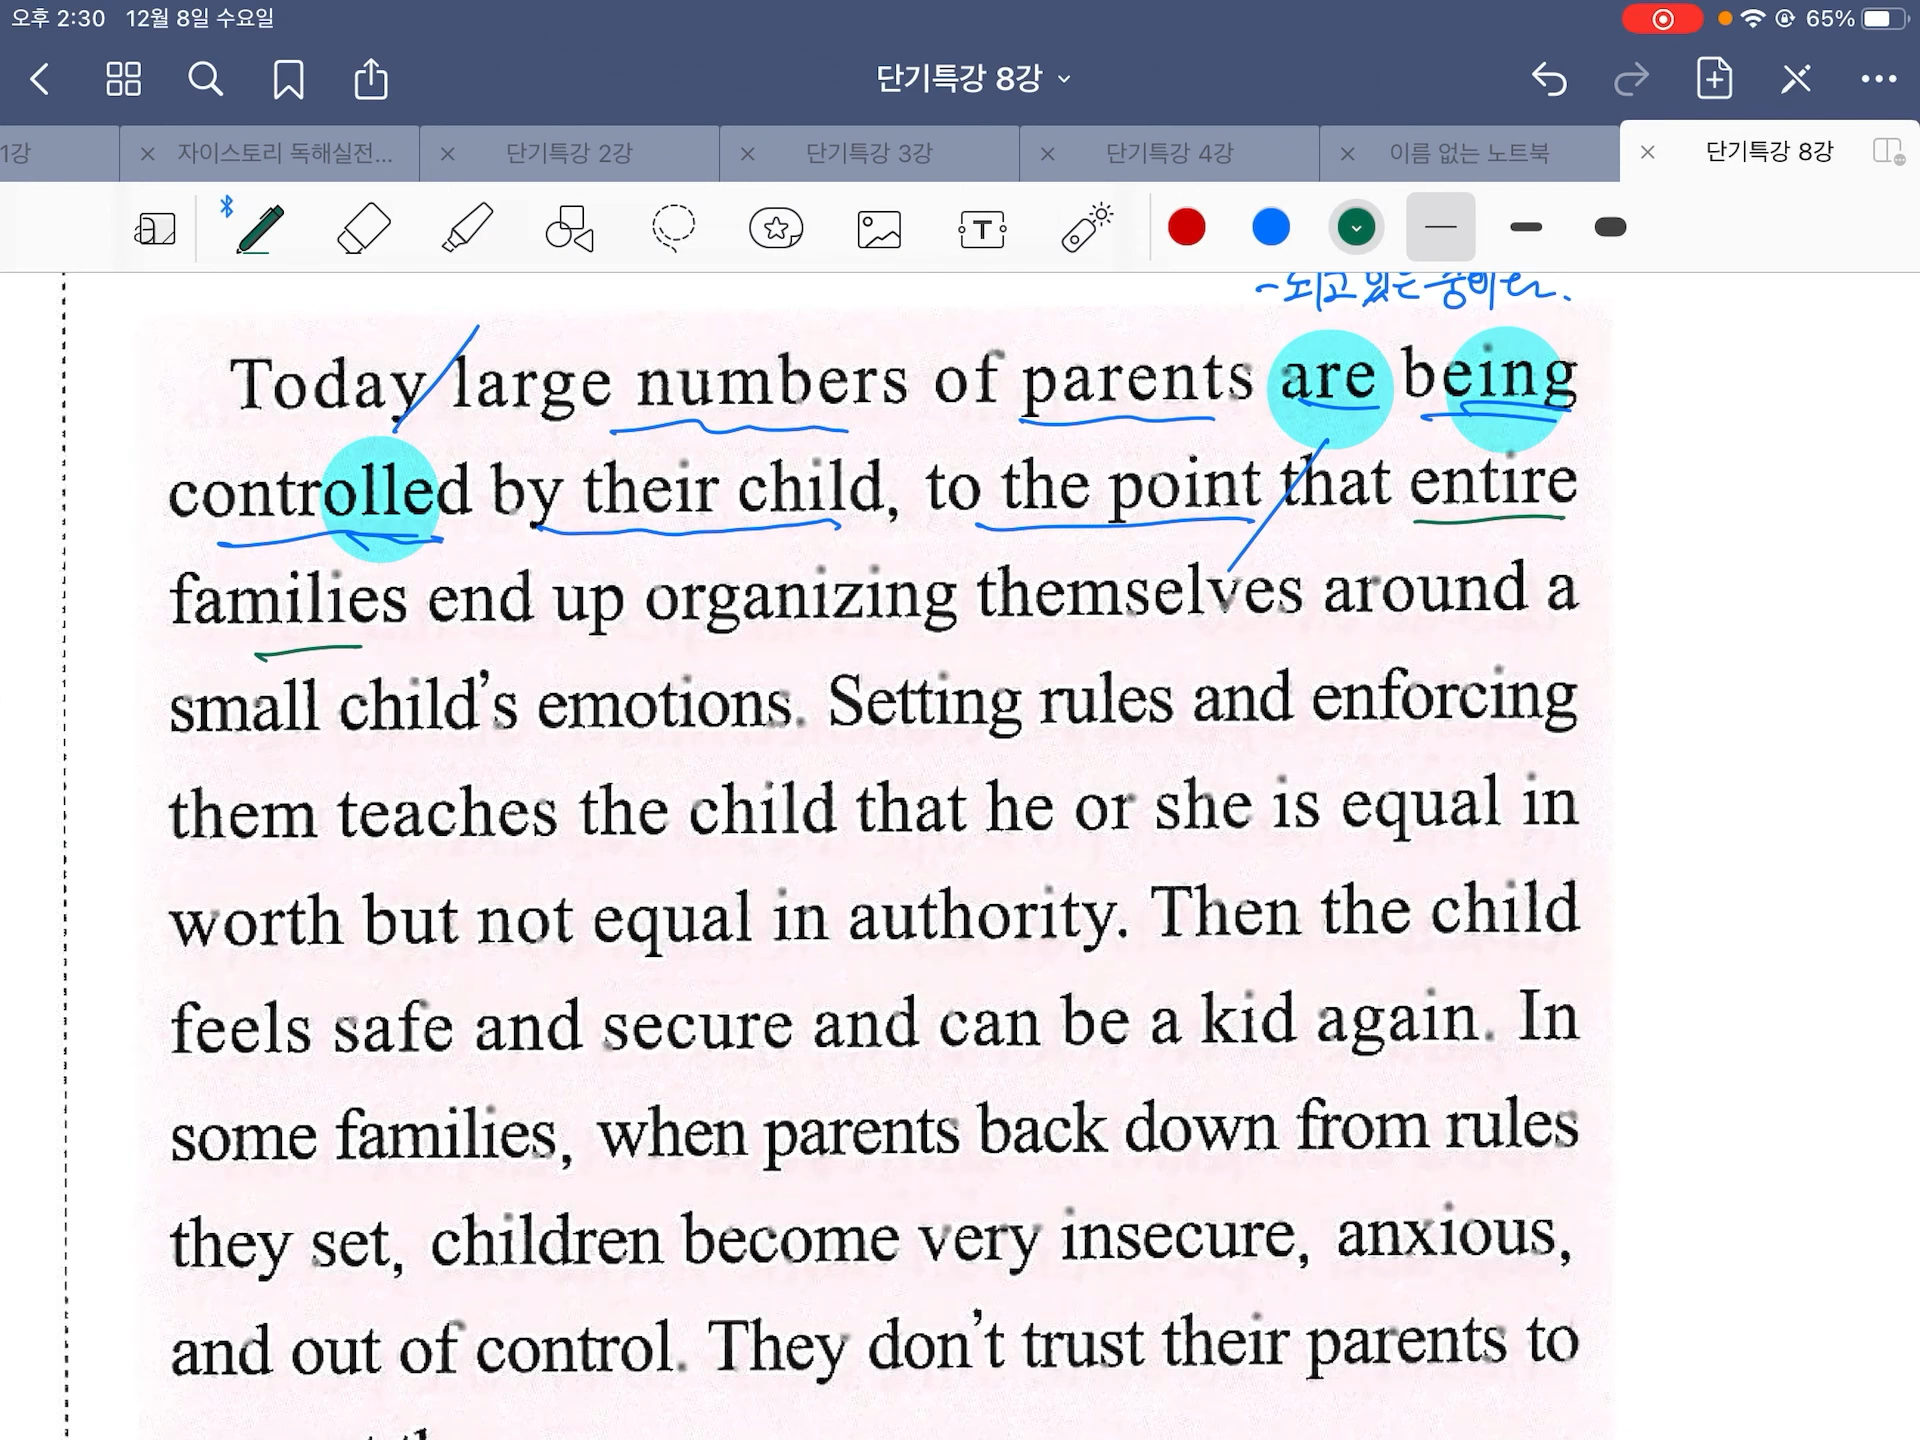 오후 2:30 12월 8일 수요일 65%
단기특강 8강
1강 자이스토리 독해실전... 단기특강 2강 단기특강 3강 단기특강 4강 이름 없는 노트북 단기특강 8강
~되고 있는 중이다.
Today large numbers of parents are being
controlled by their child, to the point that entire
families end up organizing themselves around a
small child's emotions. Setting rules and enforcing
them teaches the child that he or she is equal in
worth but not equal in authority. Then the child
feels safe and secure and can be a kid again. In
some families, when parents back down from rules
they set, children become very insecure, anxious,
and out of control. They don't trust their parents to